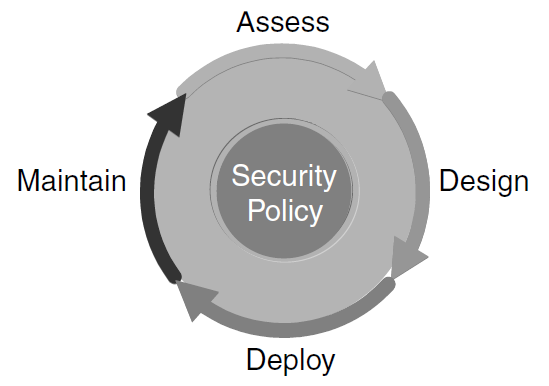 Assess
Maintain
Security
Policy
Design
Deploy